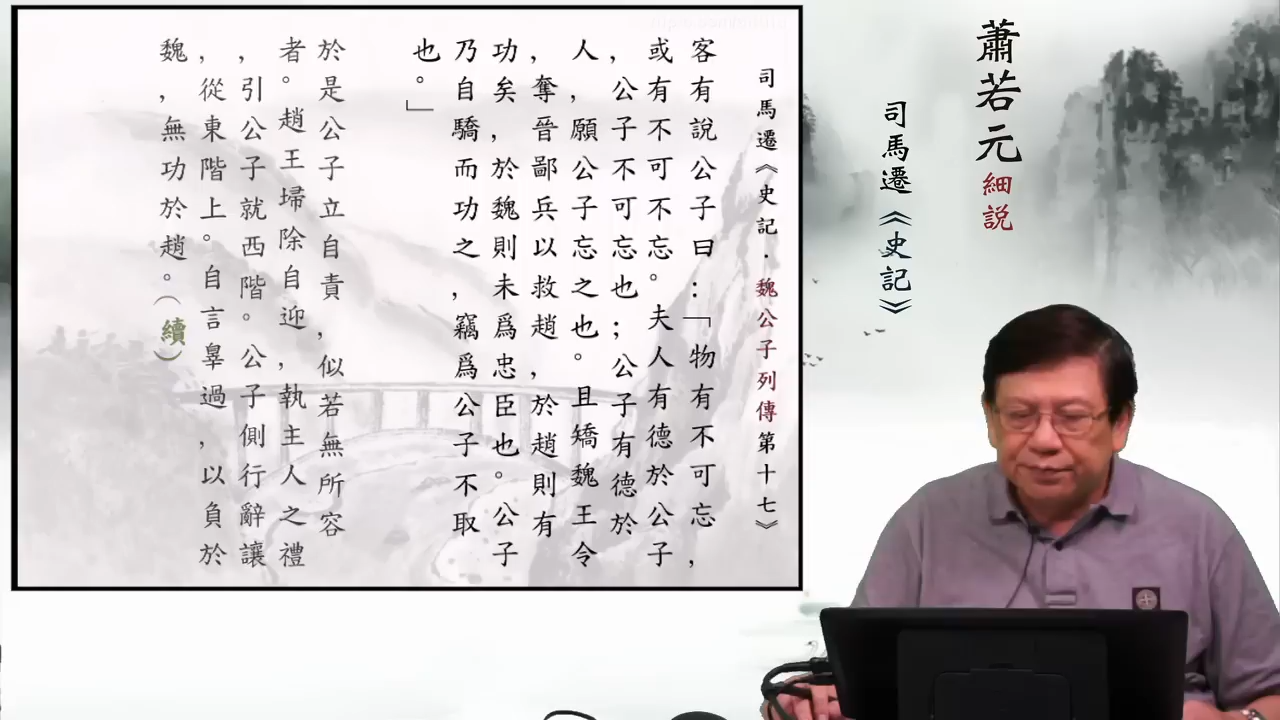 蕭若元細說
司馬遷《史記》
司馬遷《史記·魏公子列傳第十七》
客有說公子曰：「物有不可忘，
或有不可不忘。夫人有德於公子
，公子不可忘也；公子有德於
人，願公子忘之也。且矯魏王令
，奪晉鄙兵以救趙，於趙則有
功矣，於魏則未爲忠臣也。公子
乃自驕而功之，竊爲公子不取
也。」
於是公子立自責，似若無所容
者。趙王埽除自迎，執主人之禮
，引公子就西階。公子側行辭讓
，從東階上。自言辠過，以負於
魏，無功於趙。（續）